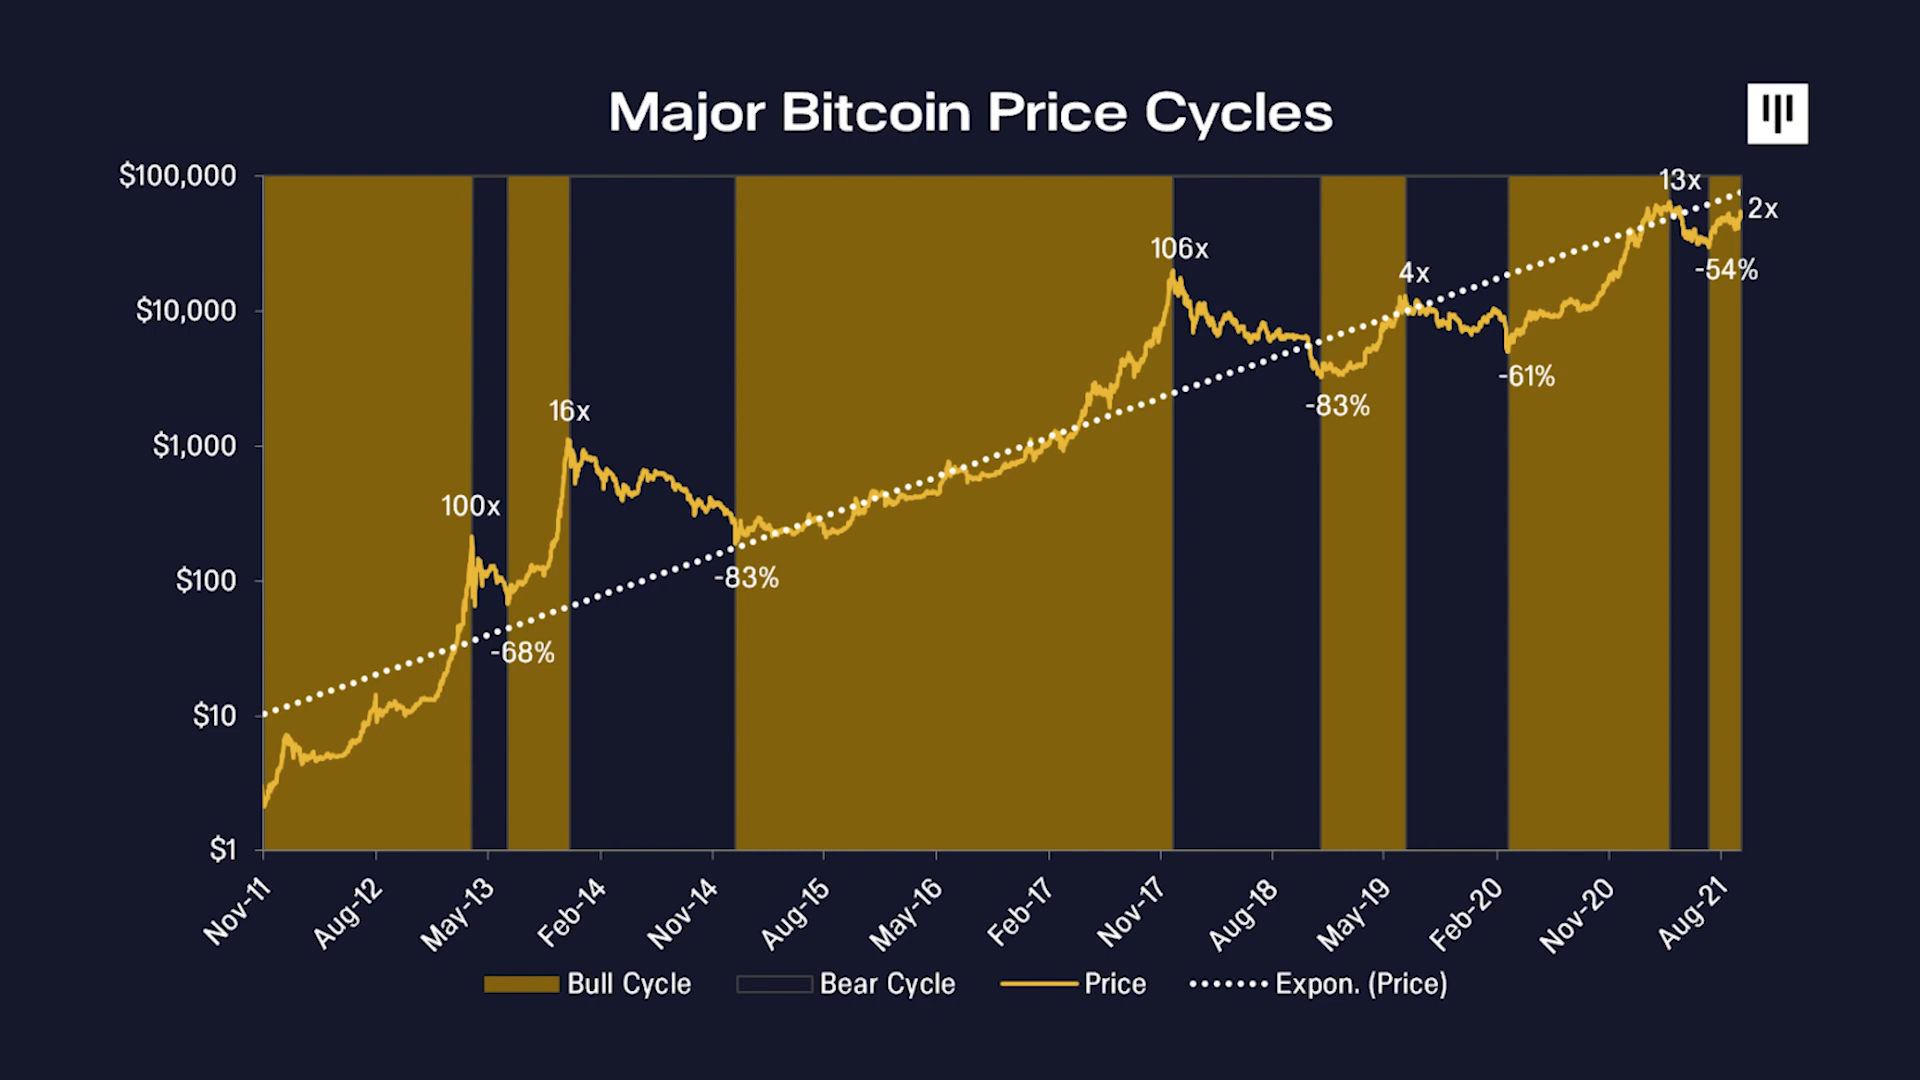 Major Bitcoin Price Cycles
$100,000
$10,000
$1,000
$100
$10
$1
100x
-68%
16x
-83%
106x
-83%
4x
-61%
13x
-54%
2x
Nov-11
Aug-12
May-13
Feb-14
Nov-14
Aug-15
May-16
Feb-17
Nov-17
Aug-18
May-19
Feb-20
Nov-20
Aug-21
Bull Cycle
Bear Cycle
Price
Expon. (Price)